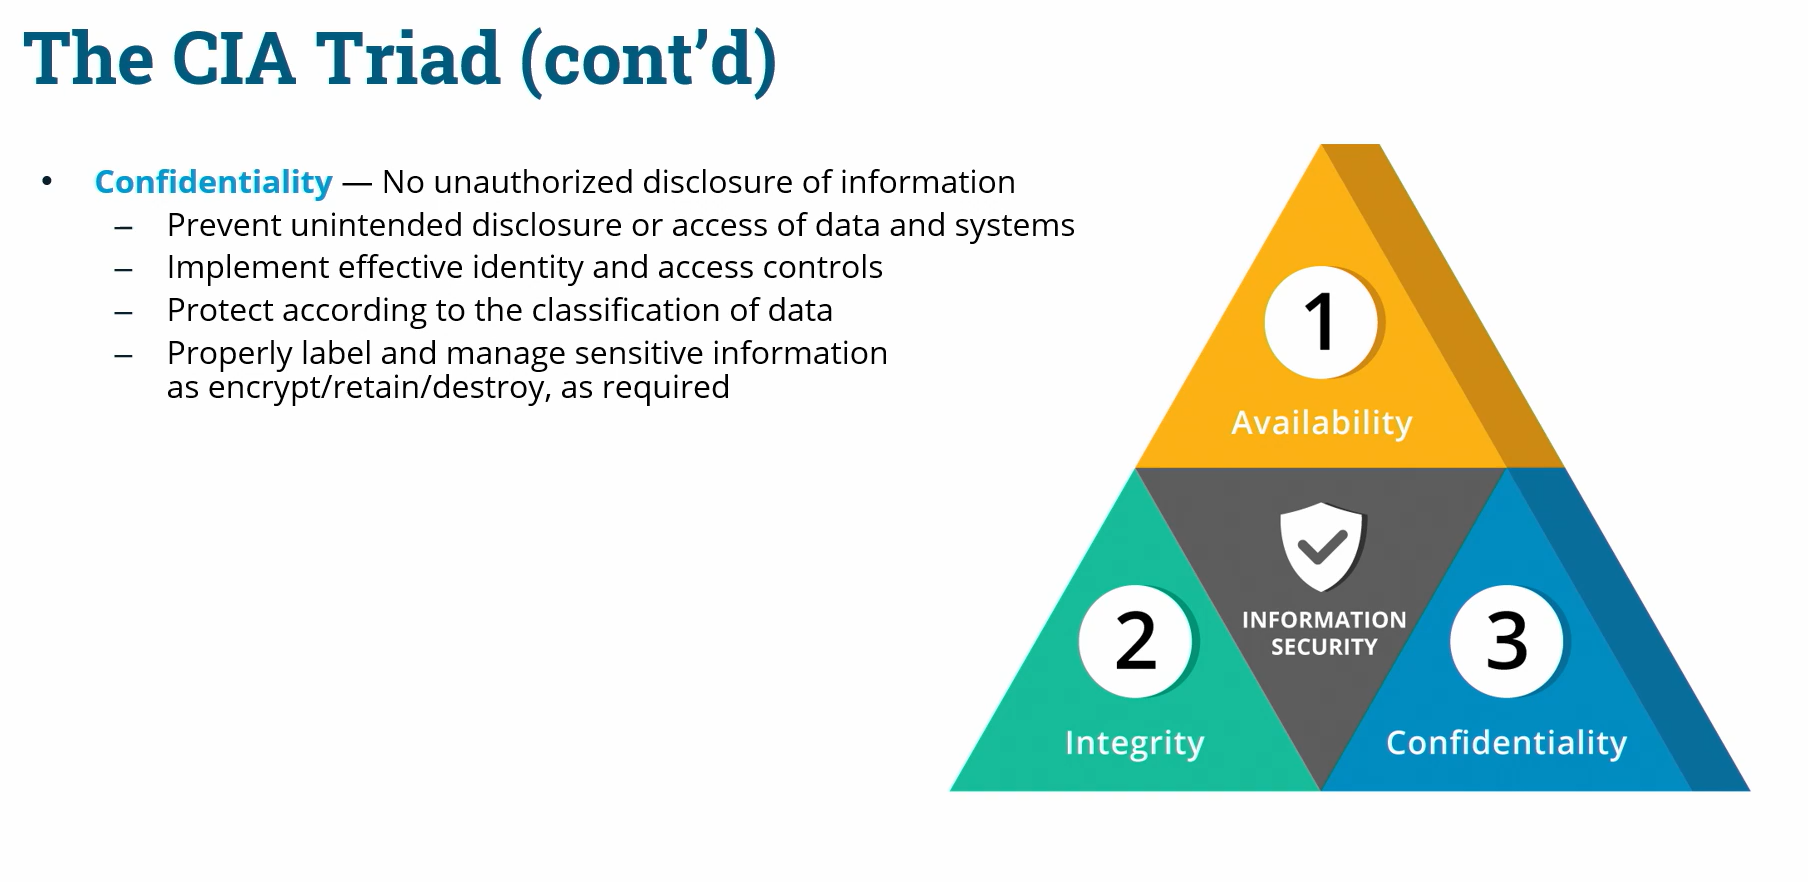 The CIA Triad (cont’d)
• Confidentiality — No unauthorized disclosure of information
– Prevent unintended disclosure or access of data and systems
– Implement effective identity and access controls
– Protect according to the classification of data
– Properly label and manage sensitive information
as encrypt/retain/destroy, as required
1
Availability
INFORMATION
SECURITY
2
Integrity
3
Confidentiality